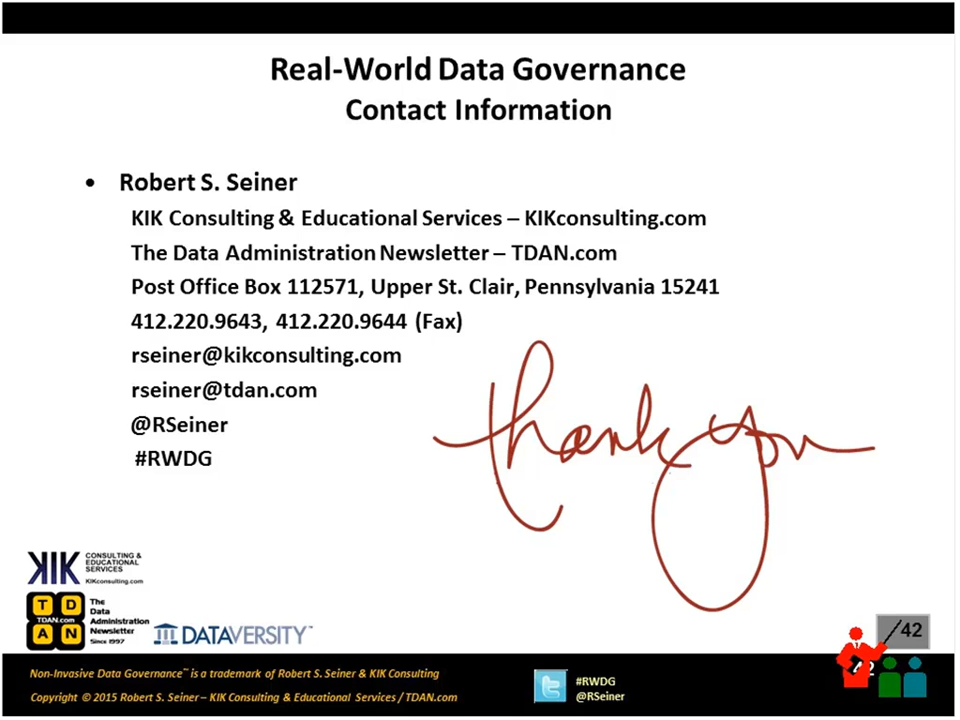 Real-World Data Governance
Contact Information
• Robert S. Seiner
KIK Consulting & Educational Services – KIKconsulting.com
The Data Administration Newsletter – TDAN.com
Post Office Box 112571, Upper St. Clair, Pennsylvania 15241
412.220.9643, 412.220.9644 (Fax)
rseiner@kikconsulting.com
rseiner@tdan.com
@RSeiner
#RWDG
thank you
KIK CONSULTING &
EDUCATIONAL
SERVICES
KIKconsulting.com
T D
TDAN.com
A N
The
Data
Administration
Newsletter
Since 1997
DATAVERSITY™
/42
42
Non-Invasive Data Governance™ is a trademark of Robert S. Seiner & KIK Consulting
Copyright © 2015 Robert S. Seiner – KIK Consulting & Educational Services / TDAN.com
#RWDG
@RSeiner